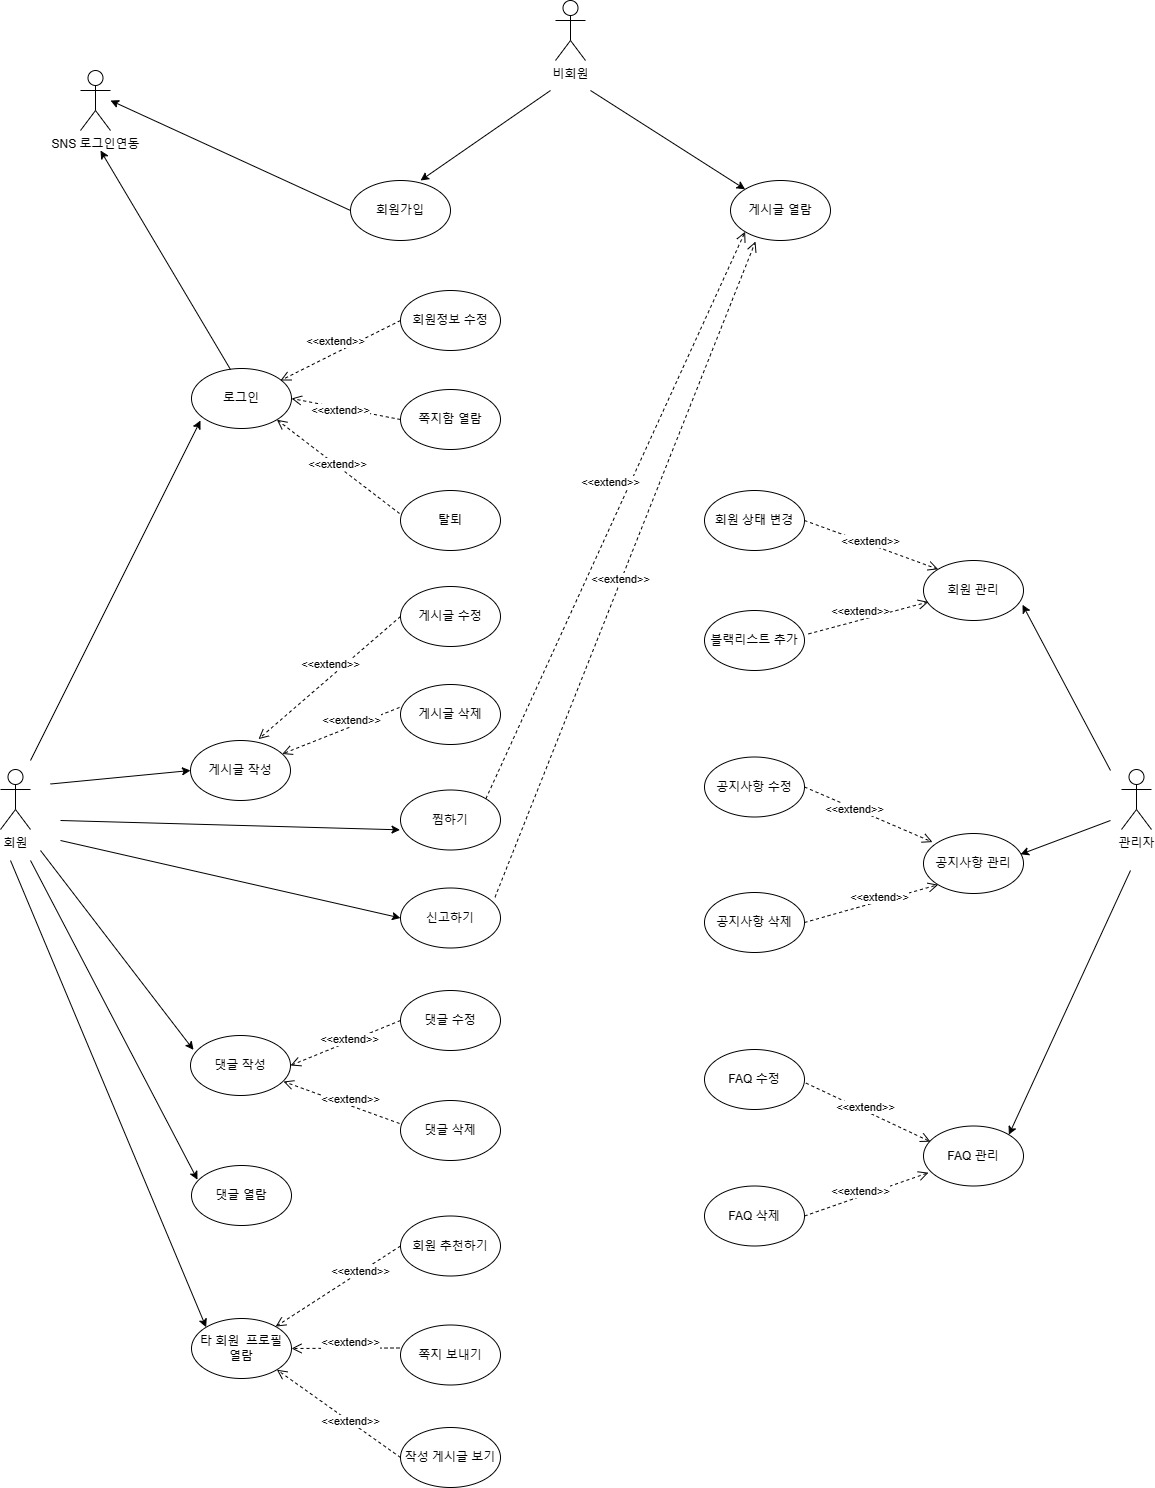 비회원
SNS 로그인연동
회원가입
게시글 열람
회원정보 수정
<<extend>>
로그인
쪽지함 열람
<<extend>>
<<extend>>
탈퇴
<<extend>>
회원 상태 변경
<<extend>>
<<extend>>
회원 관리
블랙리스트 추가
<<extend>>
게시글 수정
<<extend>>
게시글 삭제
<<extend>>
게시글 작성
공지사항 수정
<<extend>>
찜하기
회원
관리자
공지사항 관리
신고하기
공지사항 삭제
<<extend>>
댓글 수정
<<extend>>
댓글 작성
<<extend>>
댓글 삭제
FAQ 수정
<<extend>>
FAQ 관리
댓글 열람
<<extend>>
FAQ 삭제
회원 추천하기
<<extend>>
타 회원  프로필
열람
<<extend>>
쪽지 보내기
<<extend>>
작성 게시글 보기